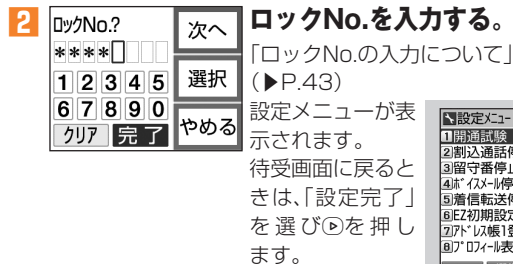 2
ロックNo.を入力する。
ロックNo.?
****
1 2 3 4 5
6 7 8 9 0
クリア 完了
次へ
選択
やめる
「ロックNo.の入力について」
(▶P.43)
設定メニューが表
示されます。
待受画面に戻ると
きは、「設定完了」
を選び▶を押し
ます。
設定メニュー
1開通試験
2割込通話停
3留守番停止
4ボイスメール停
5着信転送停
6EZ初期設定
7アドレス帳1登
8プロフィール表